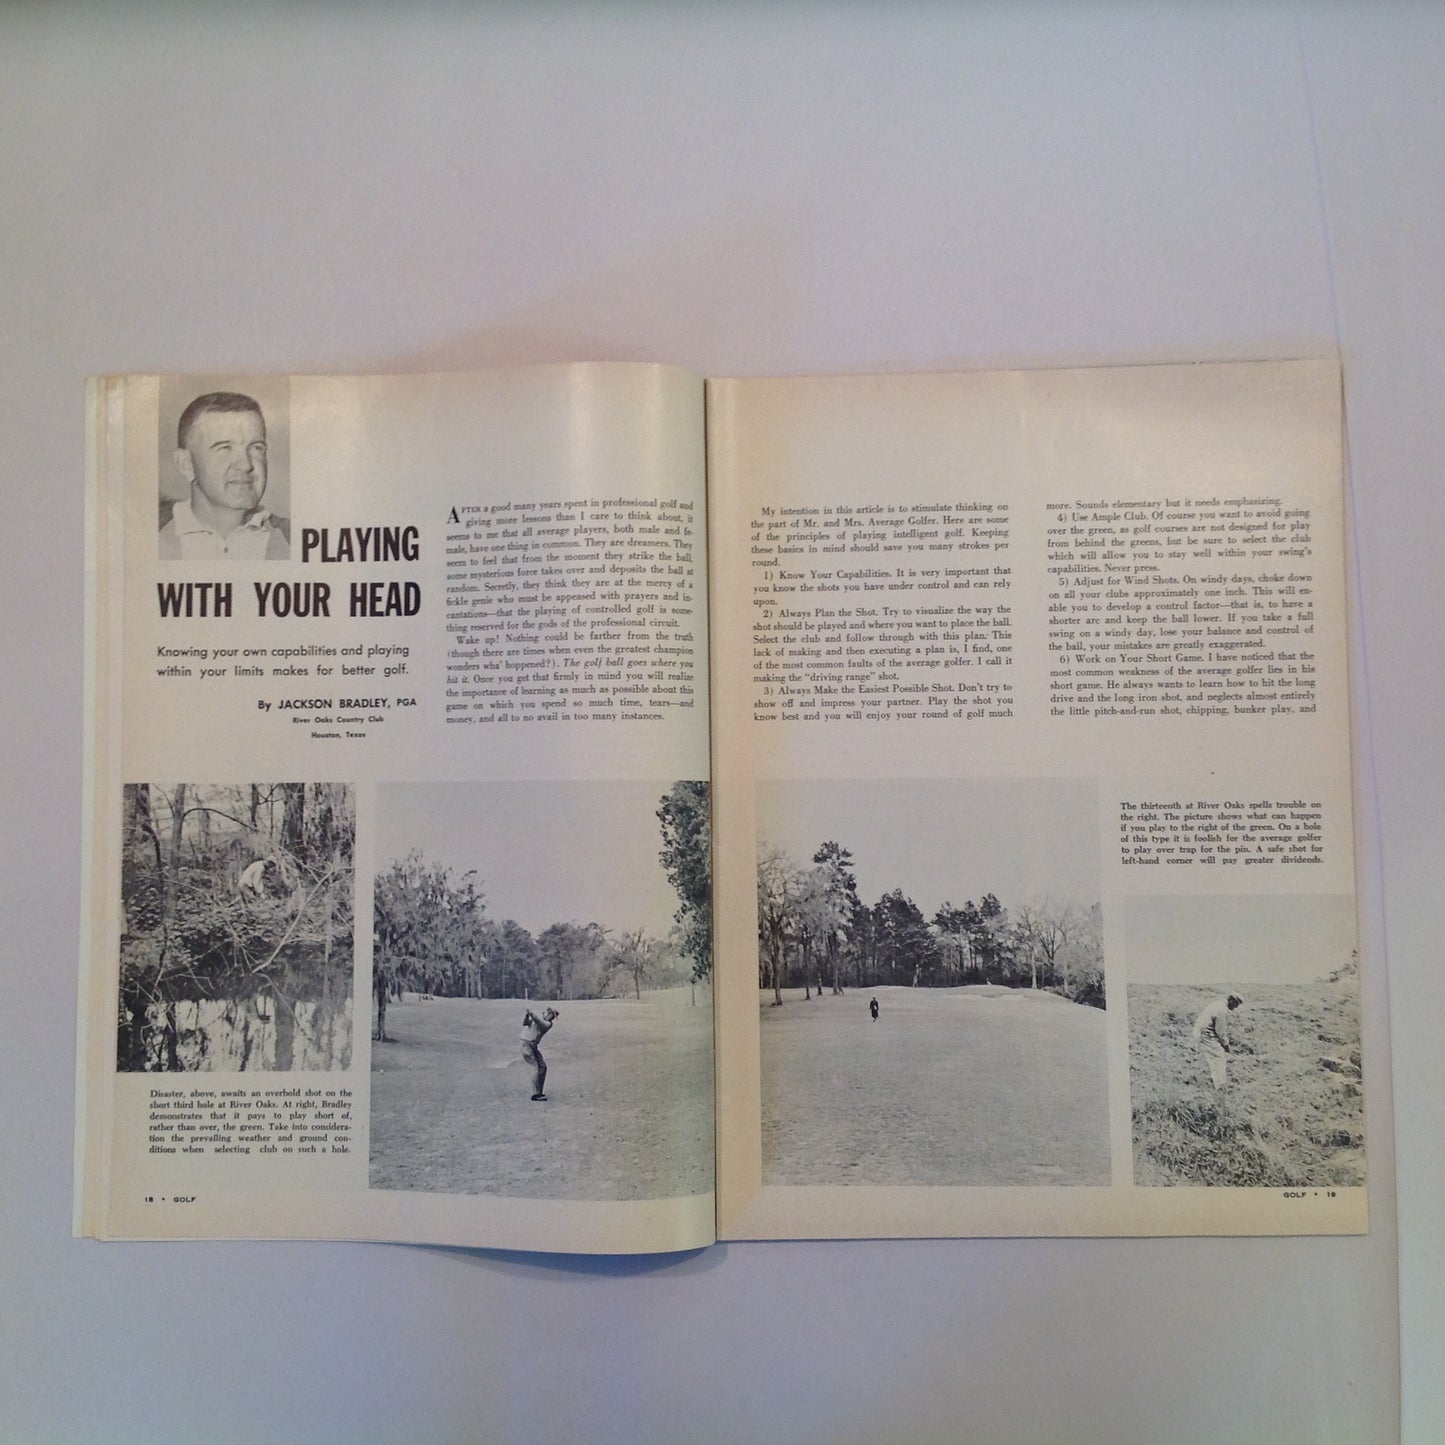 PLAYING
WITH YOUR HEAD
Knowing your own capabilities and playing
within your limits makes for better golf.
By JACKSON BRADLEY, PGA
River Oaks Country Club
Houston, Texas
AFTER a good many years spent in professional golf and
giving more lessons than I care to think about, it
seems to me that all average players, both male and fe-
male, have one thing in common. They are dreamers. They
seem to feel that from the moment they strike the ball,
some mysterious force takes over and deposits the ball at
random. Secretly, they think they are at the mercy of a
fickle genie who must be appeased with prayers and in-
cantations—that the playing of controlled golf is some-
thing reserved for the gods of the professional circuit.
Wake up! Nothing could be farther from the truth
(though there are times when even the greatest champion
wonders wha' happened?). The golf ball goes where you
hit it. Once you get that firmly in mind you will realize
the importance of learning as much as possible about this
game on which you spend so much time, tears—and
money, and all to no avail in too many instances.
Disaster, above, awaits an overbold shot on the
short third hole at River Oaks. At right, Bradley
demonstrates that it pays to play short of,
rather than over, the green. Take into considera-
tion the prevailing weather and ground con-
ditions when selecting club on such a hole.
18 • GOLF
My intention in this article is to stimulate thinking on
the part of Mr. and Mrs. Average Golfer. Here are some
of the principles of playing intelligent golf. Keeping
these basics in mind should save you many strokes per
round.
1) Know Your Capabilities. It is very important that
you know the shots you have under control and can rely
upon.
2) Always Plan the Shot. Try to visualize the way the
shot should be played and where you want to place the ball.
Select the club and follow through with this plan. This
lack of making and then executing a plan is, I find, one
of the most common faults of the average golfer. I call it
making the "driving range" shot.
3) Always Make the Easiest Possible Shot. Don't try to
show off and impress your partner. Play the shot you
know best and you will enjoy your round of golf much
more. Sounds elementary but it needs emphasizing.
4) Use Ample Club. Of course you want to avoid going
over the green, as golf courses are not designed for play
from behind the greens, but be sure to select the club
which will allow you to stay well within your swing's
capabilities. Never press.
5) Adjust for Wind Shots. On windy days, choke down
on all your clubs approximately one inch. This will en-
able you to develop a control factor—that is, to have a
shorter arc and keep the ball lower. If you take a full
swing on a windy day, lose your balance and control of
the ball, your mistakes are greatly exaggerated.
6) Work on Your Short Game. I have noticed that the
most common weakness of the average golfer lies in his
short game. He always wants to learn how to hit the long
drive and the long iron shot, and neglects almost entirely
the little pitch-and-run shot, chipping, bunker play, and
The thirteenth at River Oaks spells trouble on
the right. The picture shows what can happen
if you play to the right of the green. On a hole
of this type it is foolish for the average golfer
to play over trap for the pin. A safe shot for
left-hand corner will pay greater dividends.
GOLF • 19